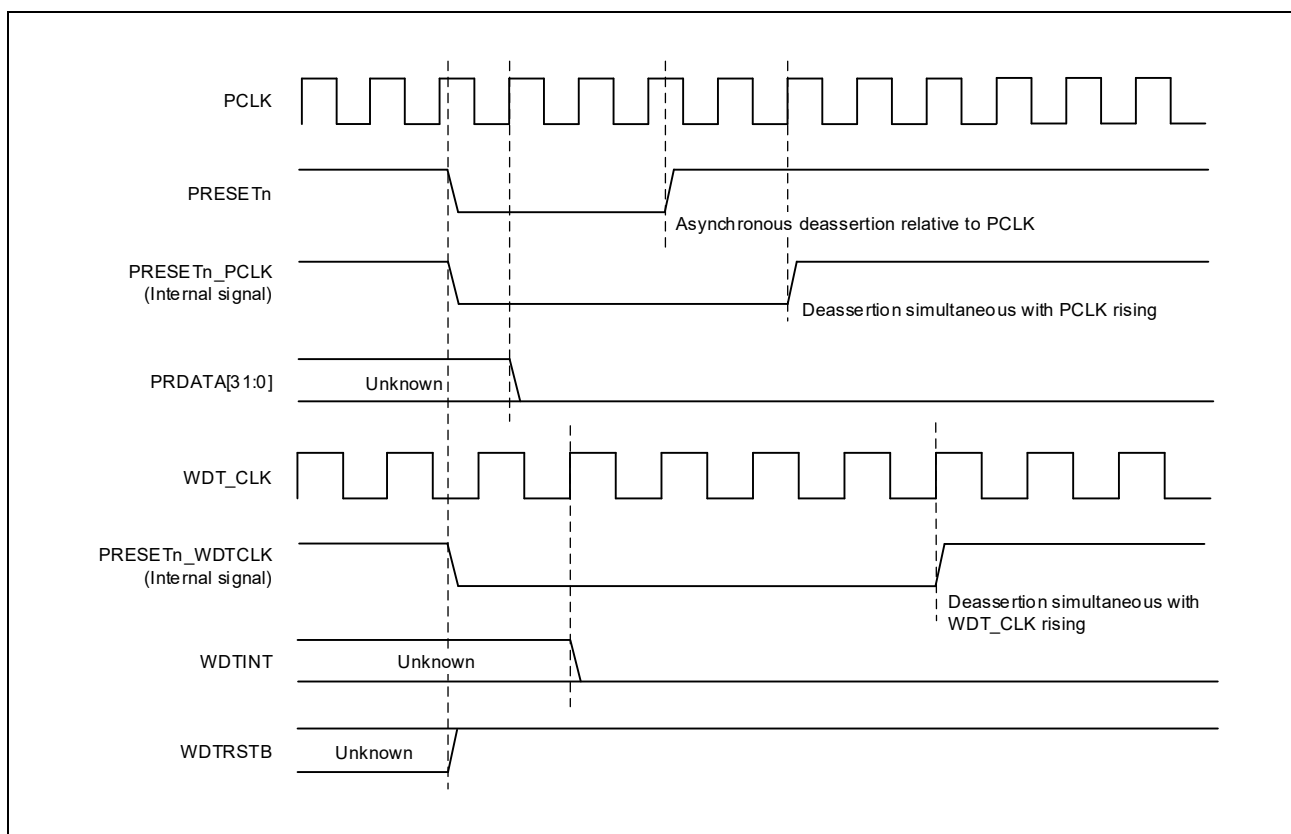 PCLK
PRESETn
Asynchronous deassertion relative to PCLK
PRESETn_PCLK
(Internal signal)
Deassertion simultaneous with PCLK rising
PRDATA[31:0]
Unknown
WDT_CLK
PRESETn_WDTCLK
(Internal signal)
Deassertion simultaneous with
WDT_CLK rising
WDTINT
Unknown
WDTRSTB
Unknown